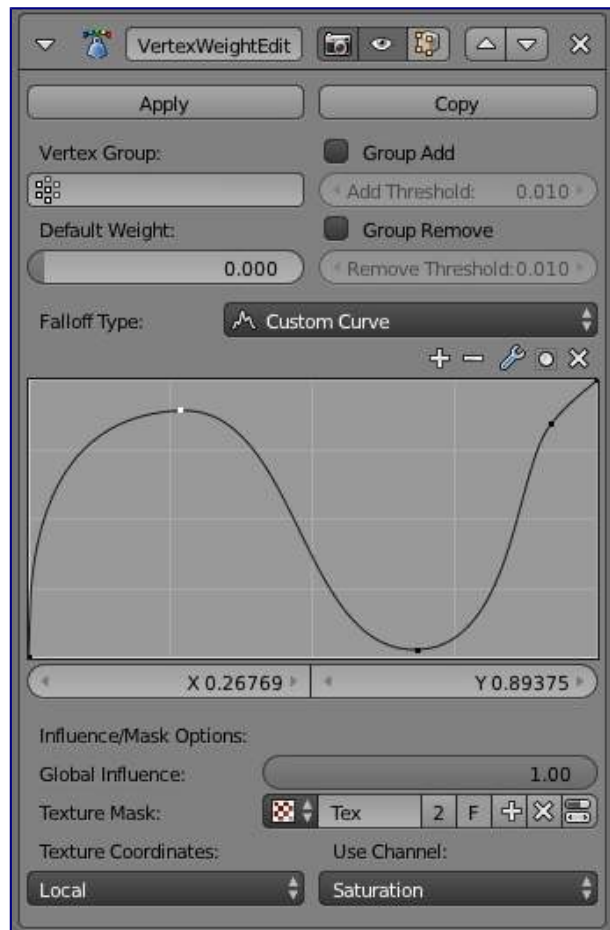 VertexWeightEdit
Apply Copy
Vertex Group: Group Add
Add Threshold: 0.010
Default Weight: Group Remove
0.000 Remove Threshold:0.010
Falloff Type: Custom Curve
X 0.26769 Y 0.89375
Influence/Mask Options:
Global Influence: 1.00
Texture Mask: Tex 2 F
Texture Coordinates: Use Channel:
Local Saturation